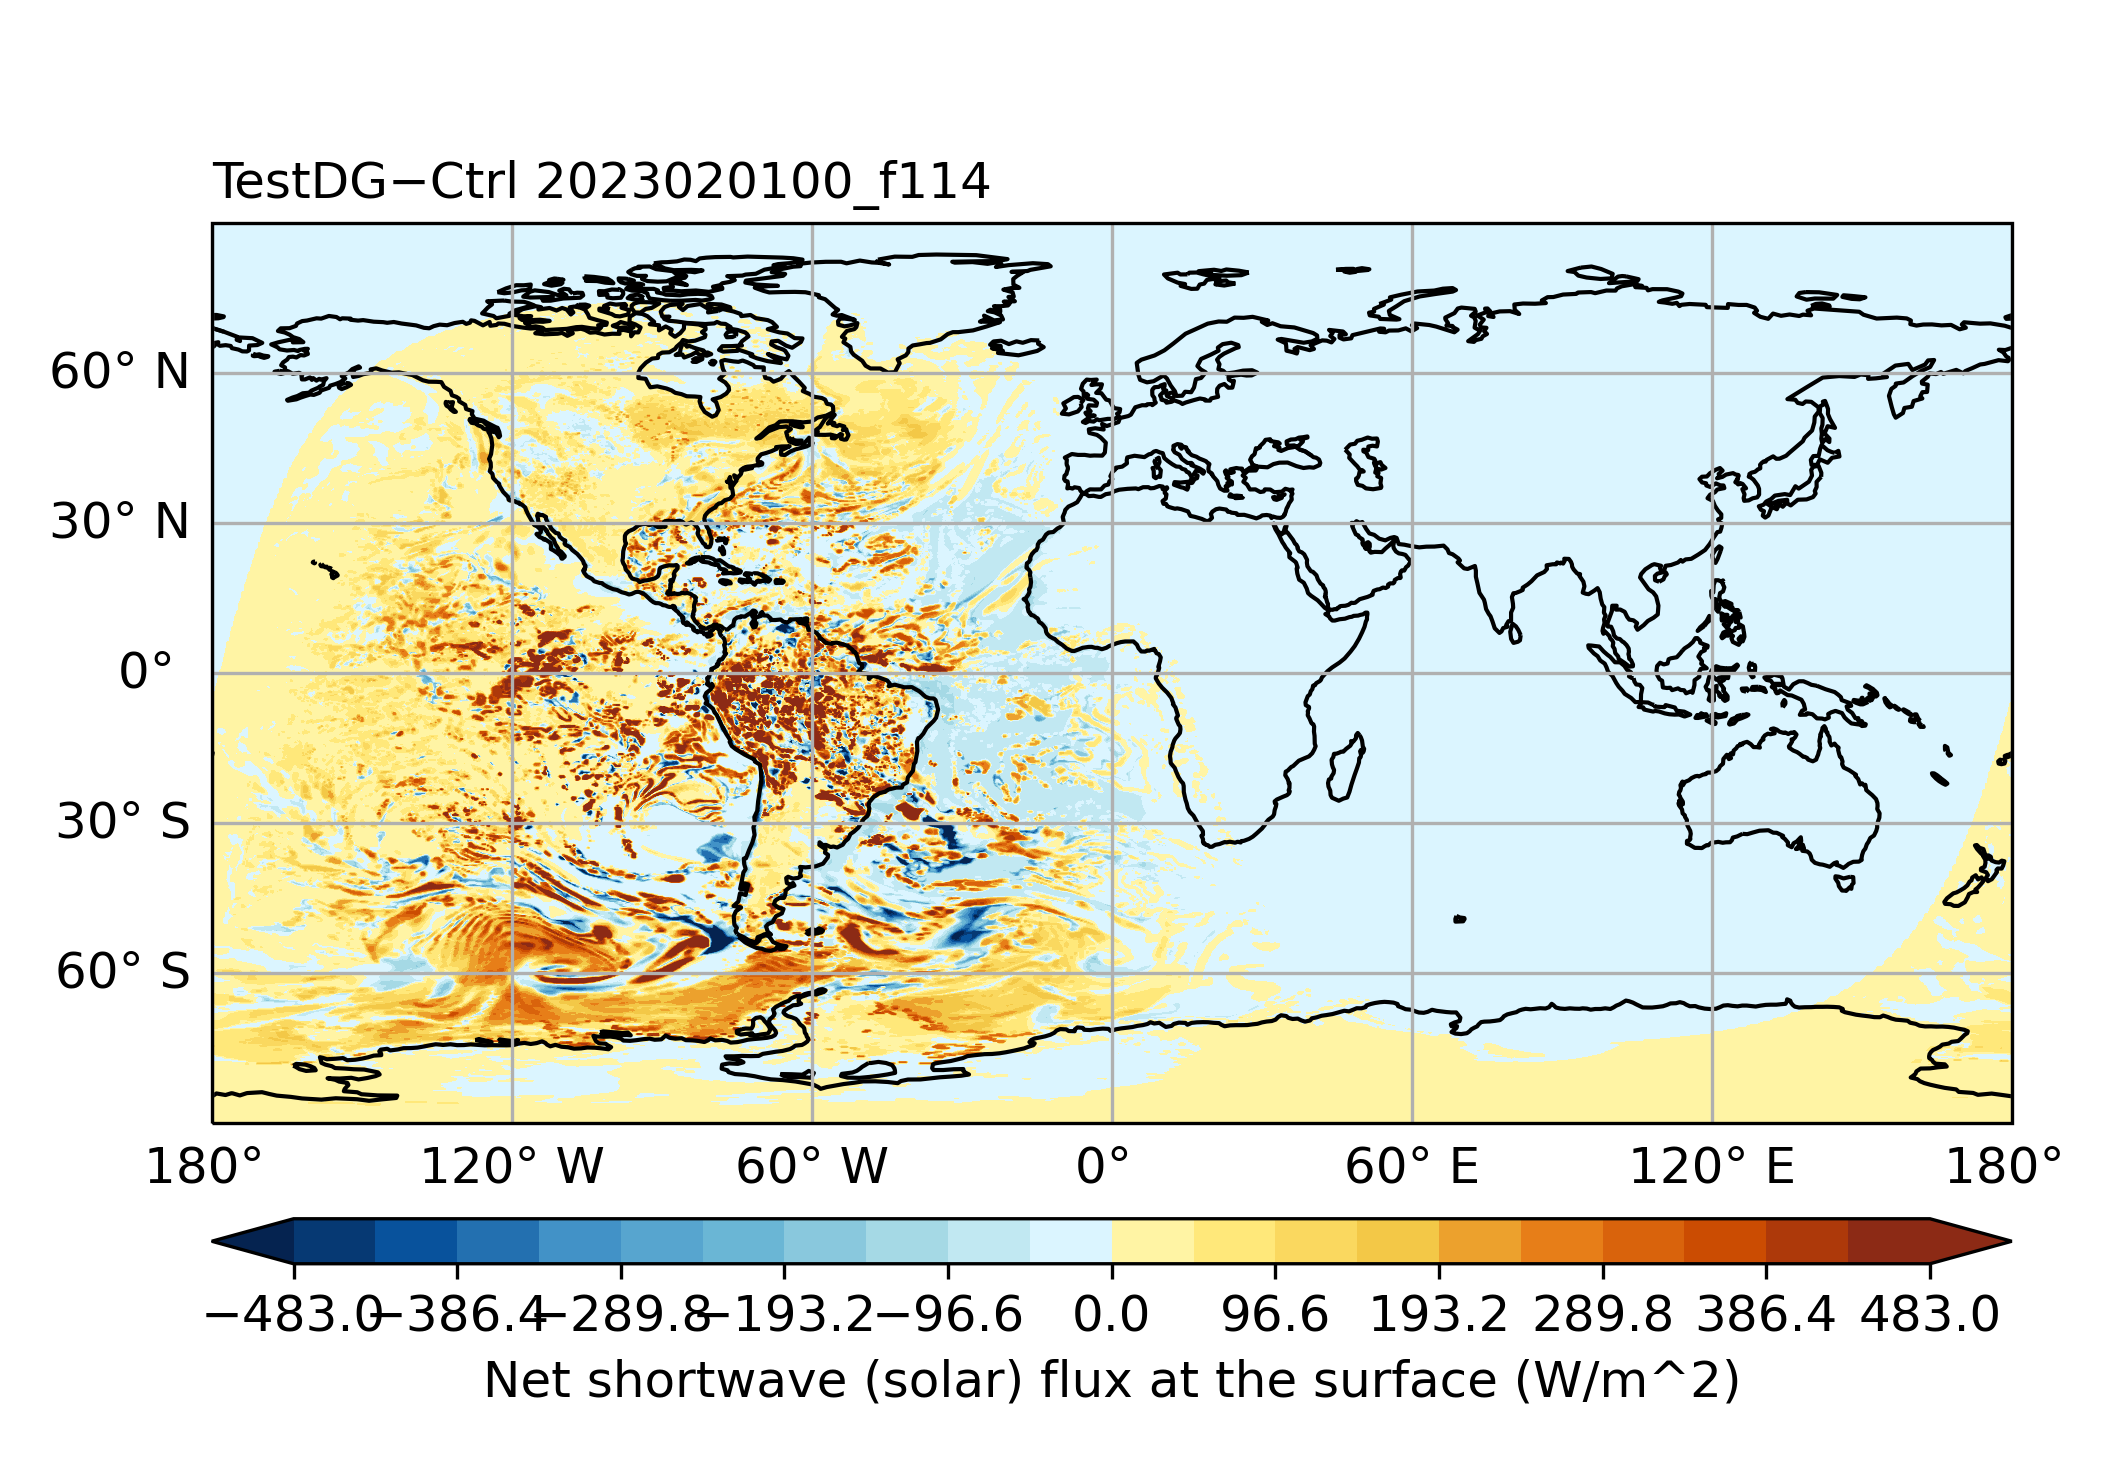 TestDG−Ctrl 2023020100_f114
60° N
30° N
0°
30° S
60° S
180° 120° W 60° W 0° 60° E 120° E 180°
−483.0 −386.4 −289.8 −193.2 −96.6 0.0 96.6 193.2 289.8 386.4 483.0
Net shortwave (solar) flux at the surface (W/m^2)